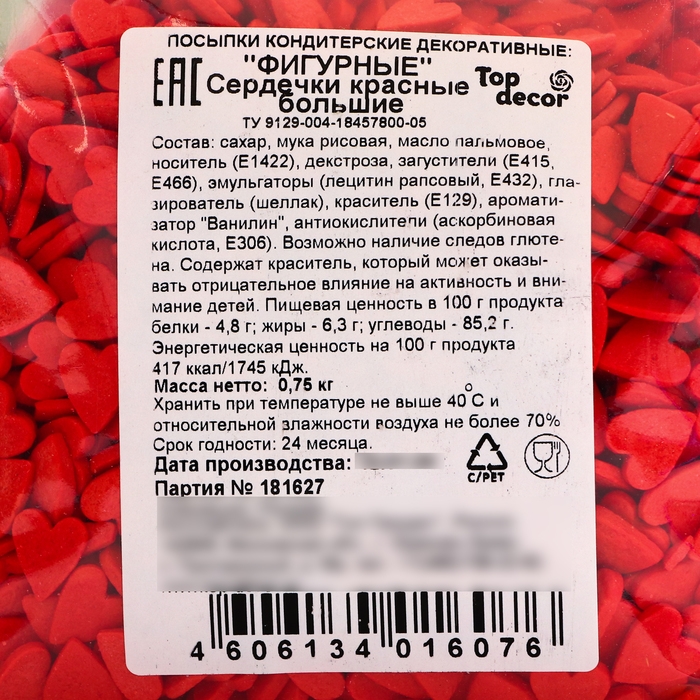 ПОСЫПКИ КОНДИТЕРСКИЕ ДЕКОРАТИВНЫЕ:
"ФИГУРНЫЕ"
EAC Сердечки красные Top decor
большие
ТУ 9129-004-18457800-05
Состав: сахар, мука рисовая, масло пальмовое,
носитель (Е1422), декстроза, загустители (Е415,
Е466), эмульгаторы (лецитин рапсовый, Е432), гла-
зирователь (шеллак), краситель (Е129), аромати-
затор "Ванилин", антиокислители (аскорбиновая
кислота, Е306). Возможно наличие следов глюте-
на. Содержат краситель, который может оказы-
вать отрицательное влияние на активность и вни-
мание детей. Пищевая ценность в 100 г продукта
белки - 4,8 г; жиры - 6,3 г; углеводы - 85,2 г.
Энергетическая ценность на 100 г продукта
417 ккал/1745 кДж.
Масса нетто: 0,75 кг
Хранить при температуре не выше 40°С и
относительной влажности воздуха не более 70%
Срок годности: 24 месяца.
Дата производства:
Партия № 181627
C/PET
4 606134 016076